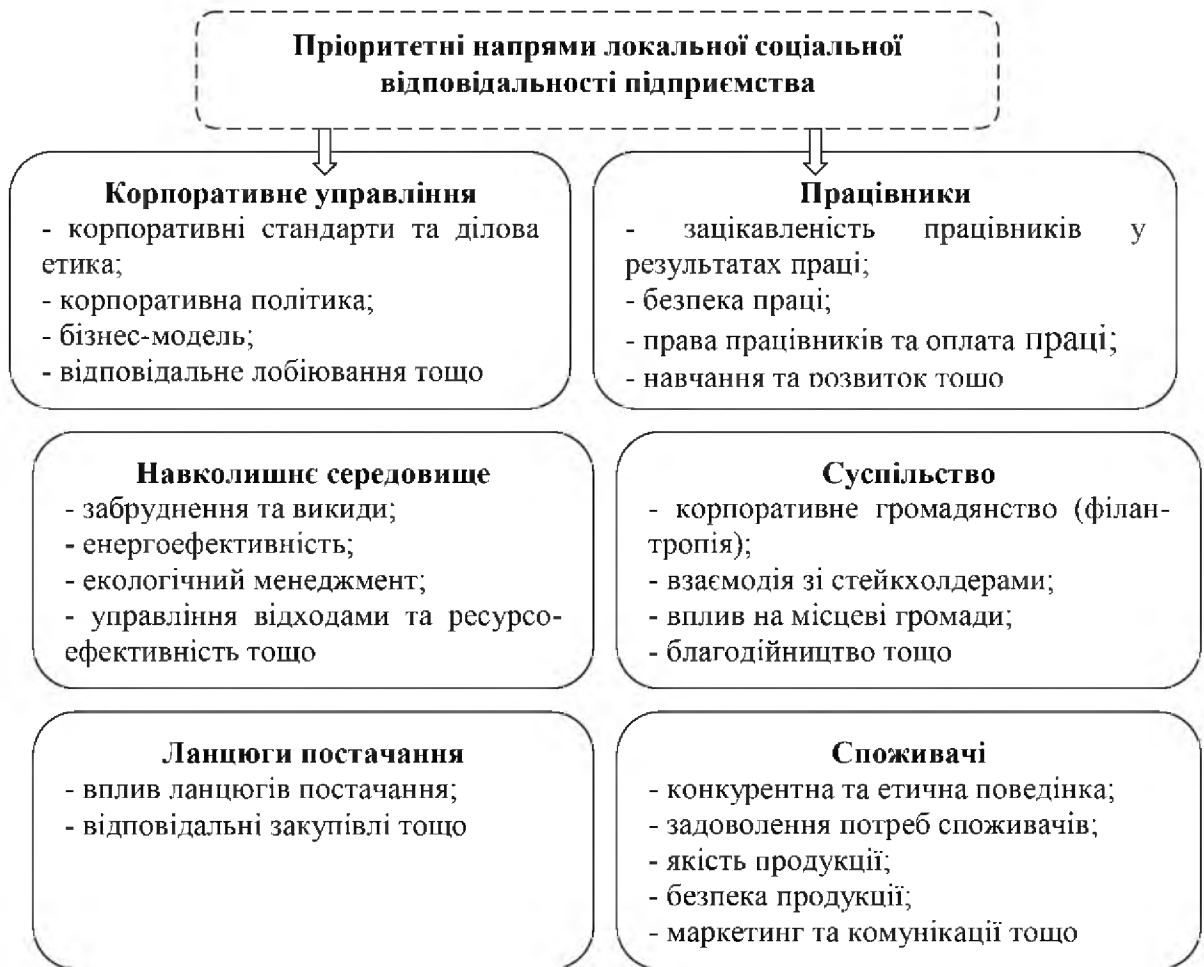 Пріоритетні напрями локальної соціальної
відповідальності підприємства
Корпоративне управління
- корпоративні стандарти та ділова
етика;
- корпоративна політика;
- бізнес-модель;
- відповідальне лобіювання тощо
Працівники
- зацікавленість працівників у
результатах праці;
- безпека праці;
- права працівників та оплата праці;
- навчання та розвиток тощо
Навколишнє середовище
- забруднення та викиди;
- енергоефективність;
- екологічний менеджмент;
- управління відходами та ресурсо-
ефективність тощо
Суспільство
- корпоративне громадянство (філан-
тропія);
- взаємодія зі стейкхолдерами;
- вплив на місцеві громади;
- благодійництво тощо
Ланцюги постачання
- вплив ланцюгів постачання;
- відповідальні закупівлі тощо
Споживачі
- конкурентна та етична поведінка;
- задоволення потреб споживачів;
- якість продукції;
- безпека продукції;
- маркетинг та комунікації тощо